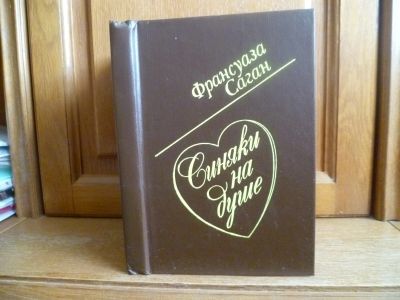 Франсуаза
Саган
Синяки
на
душе